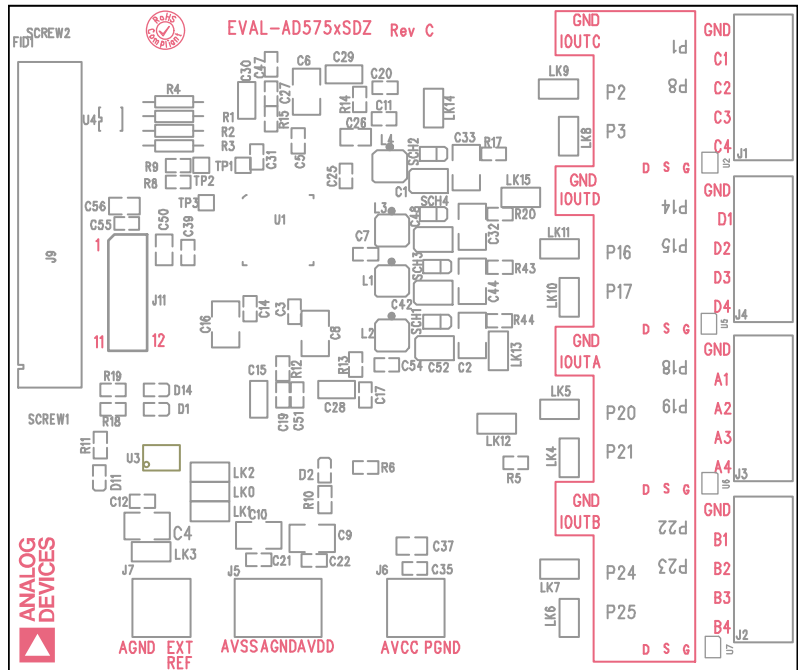 SCREW2
FID1
RoHS
Compliant
EVAL-AD575xSDZ Rev C
GND
IOUTC
P1
P8
P2
P3
D S G
GND
C1
C2
C3
C4
U2
J1
R4
R1
R2
R3
U4
R9
R8
TP1
TP2
TP3
C47
C30
C27
R15
C6
C29
C20
R14
C11
C26
C5
C31
C25
LK14
LK9
LK8
L4
SCH2
C33
R17
C1
LK15
C56
C55
C50
C39
U1
L3
C48
SCH4
R20
C32
C7
GND
IOUTD
P14
P15
P16
P17
D S G
LK11
LK10
GND
D1
D2
D3
D4
U5
J4
J9
1
J11
11
12
L1
SCH3
R43
C44
C42
C16
C14
C3
C8
L2
SCH1
R44
C2
C52
C54
LK13
R13
R12
C15
C19
C51
C28
C17
GND
IOUTA
P18
P19
P20
P21
D S G
LK5
LK4
LK12
R5
GND
A1
A2
A3
A4
U6
J3
R19
R18
D14
D1
SCREW1
R11
D11
U3
LK2
LK0
LK1
D2
R10
R6
C12
C4
LK3
C10
C9
C21
C22
C37
C35
GND
IOUTB
P22
P23
P24
P25
D S G
LK7
LK6
GND
B1
B2
B3
B4
U7
J2
ANALOG
DEVICES
J7
AGND EXT
REF
J5
AVSS AGND AVDD
J6
AVCC PGND